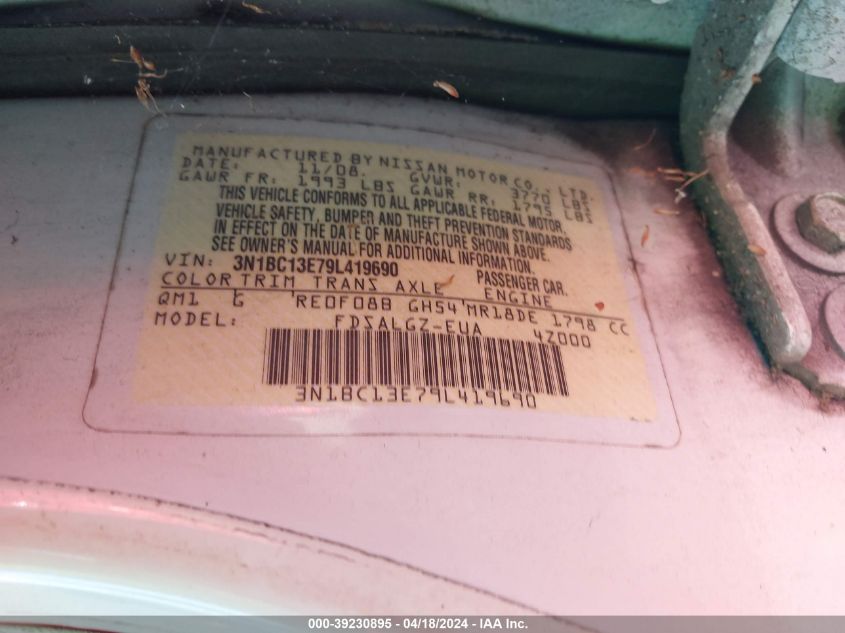 MANUFACTURED BY NISSAN MOTOR CO., LTD.
DATE: 11/08. GVWR: 3770 LBS
GAWR FR: 1993 LBS GAWR RR: 1795 LBS
THIS VEHICLE CONFORMS TO ALL APPLICABLE FEDERAL MOTOR
VEHICLE SAFETY, BUMPER AND THEFT PREVENTION STANDARDS
IN EFFECT ON THE DATE OF MANUFACTURE SHOWN ABOVE.
SEE OWNER'S MANUAL FOR ADDITIONAL INFORMATION.
VIN: 3N1BC13E79L419690 PASSENGER CAR.
COLOR TRIM TRANS AXLE ENGINE
QM1 G 'RE0F08B GH54'MR18DE 1798 CC
MODEL: FDSALGZ-EUA 4Z000
3N1BC13E79L419690
000-39230895 - 04/18/2024 - IAA Inc.